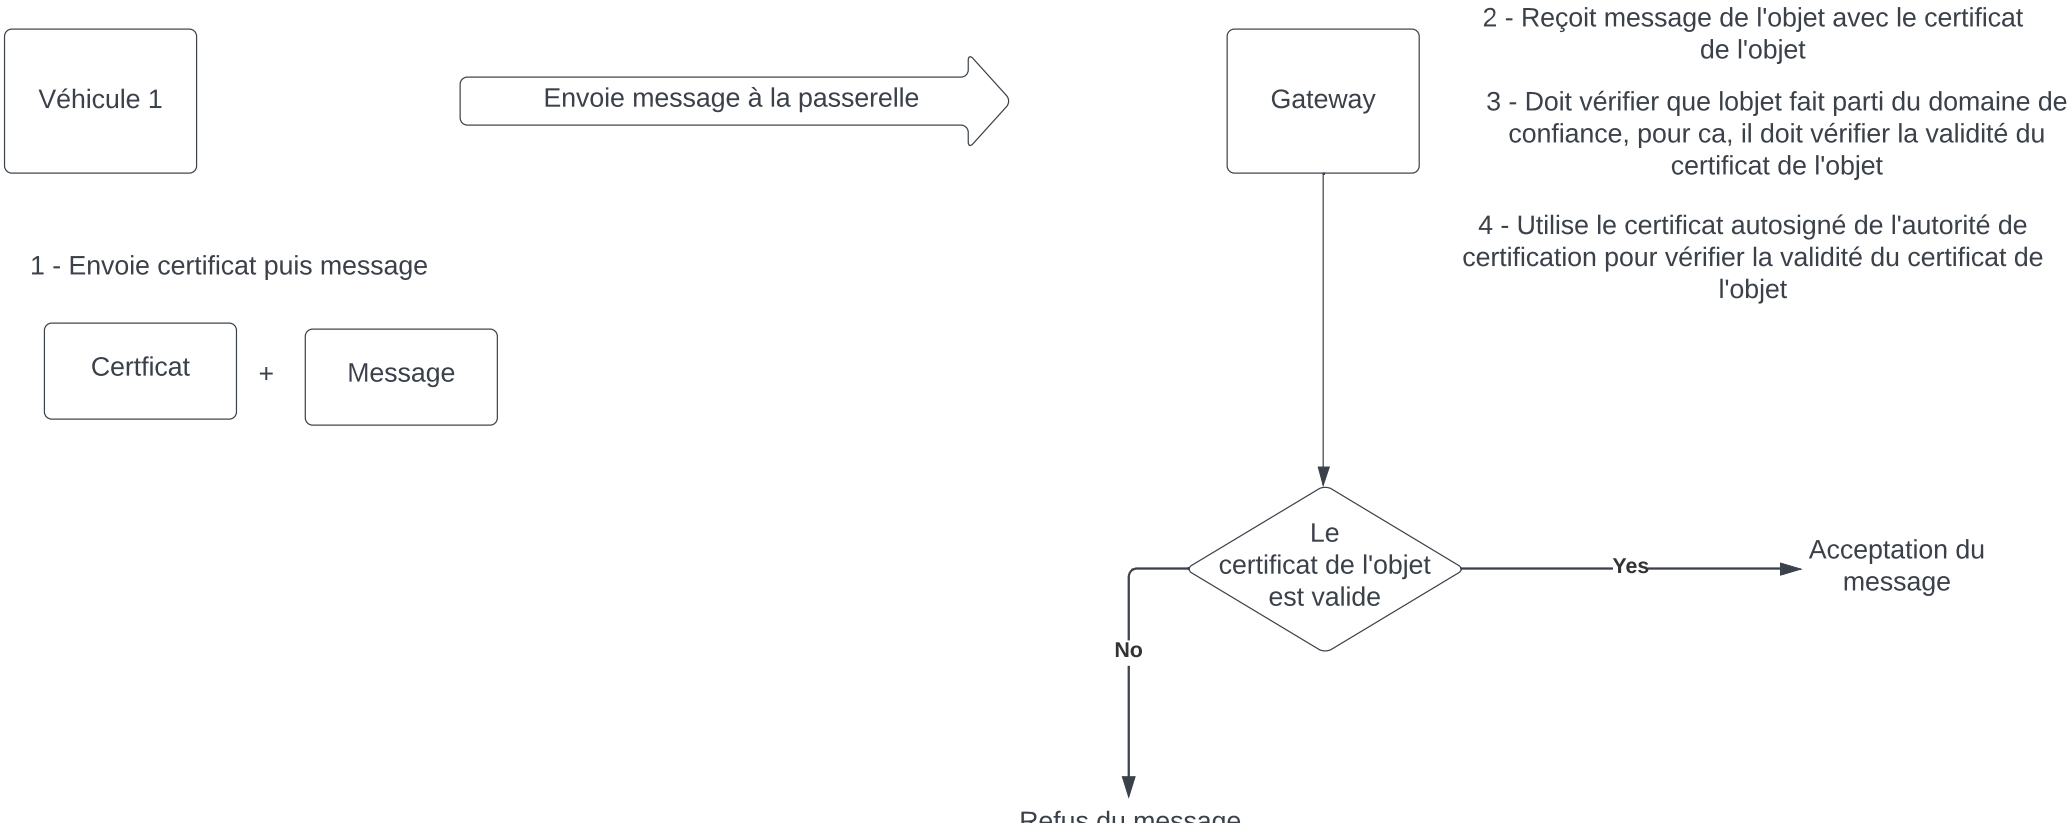 Véhicule 1
Envoie message à la passerelle
Gateway
2 - Reçoit message de l'objet avec le certificat
de l'objet
3 - Doit vérifier que lobjet fait parti du domaine de
confiance, pour ca, il doit vérifier la validité du
certificat de l'objet
4 - Utilise le certificat autosigné de l'autorité de
certification pour vérifier la validité du certificat de
l'objet
1 - Envoie certificat puis message
Certficat
+
Message
Le
certificat de l'objet
est valide
Yes
Acceptation du
message
No
Refus du message